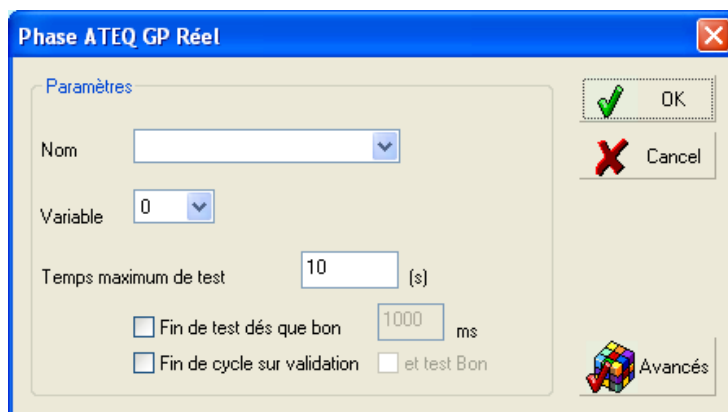 Phase ATEQ GP Réel
Paramètres
OK
Nom
Cancel
Variable 0
Temps maximum de test 10 (s)
Fin de test dés que bon 1000 ms
Fin de cycle sur validation et test Bon
Avancés